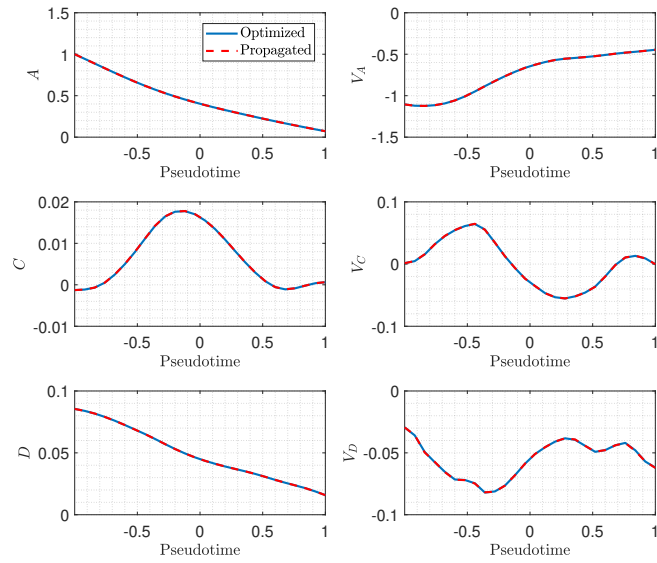 1.5
1
0.5
0
A
Optimized
Propagated
-0.5 0 0.5 1
Pseudotime
0
-0.5
-1
-1.5
V_A
-0.5 0 0.5 1
Pseudotime
0.02
0.01
0
-0.01
C
-0.5 0 0.5 1
Pseudotime
0.1
0
-0.1
V_C
-0.5 0 0.5 1
Pseudotime
0.1
0.05
0
D
-0.5 0 0.5 1
Pseudotime
0
-0.05
-0.1
V_D
-0.5 0 0.5 1
Pseudotime